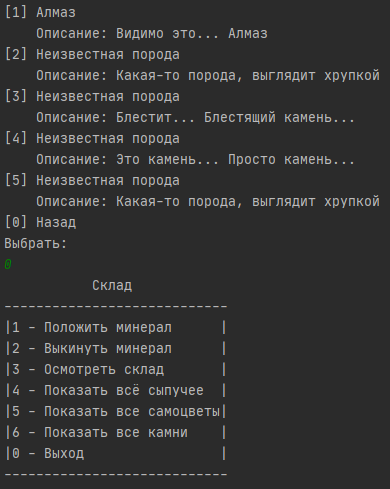 [1] Алмаз
Описание: Видимо это... Алмаз
[2] Неизвестная порода
Описание: Какая-то порода, выглядит хрупкой
[3] Неизвестная порода
Описание: Блестит... Блестящий камень...
[4] Неизвестная порода
Описание: Это камень... Просто камень...
[5] Неизвестная порода
Описание: Какая-то порода, выглядит хрупкой
[0] Назад
Выбрать:
0
Склад
----------------------------
|1 - Положить минерал      |
|2 - Выкинуть минерал      |
|3 - Осмотреть склад       |
|4 - Показать всё сыпучее  |
|5 - Показать все самоцветы|
|6 - Показать все камни    |
|0 - Выход                 |
----------------------------